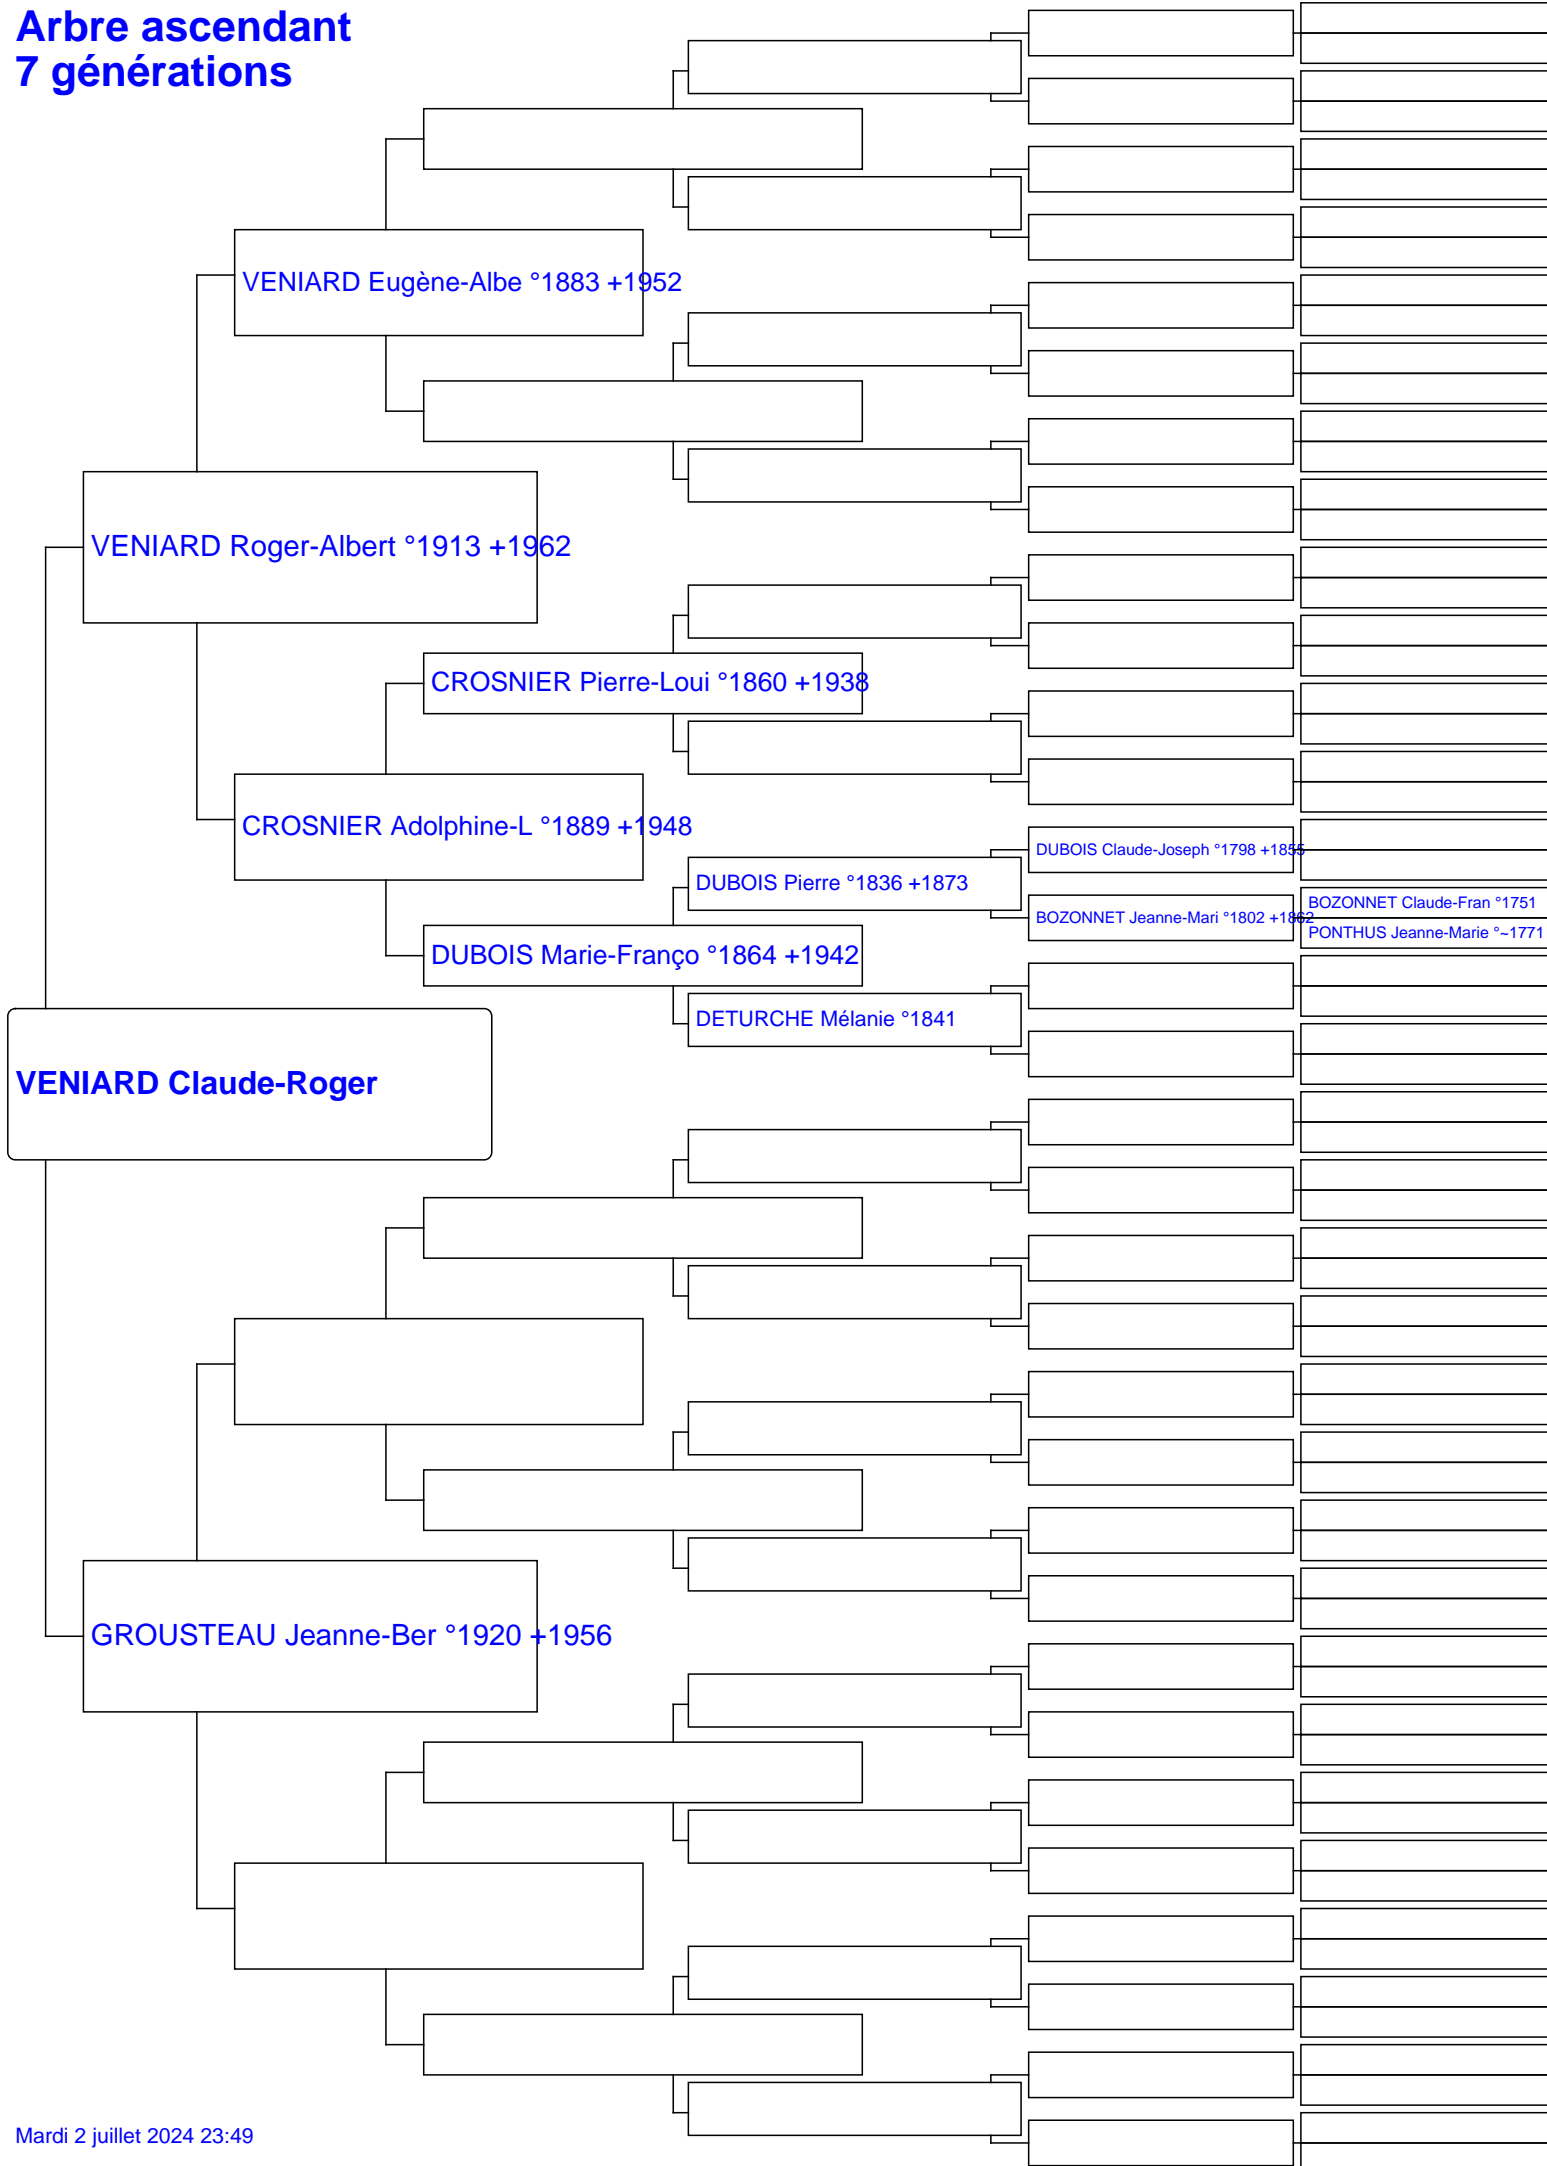 Arbre ascendant
7 générations
VENIARD Eugène-Albe °1883 +1952
VENIARD Roger-Albert °1913 +1962
CROSNIER Pierre-Loui °1860 +1938
CROSNIER Adolphine-L °1889 +1948
DUBOIS Claude-Joseph °1798 +1855
DUBOIS Pierre °1836 +1873
BOZONNET Claude-Fran °1751
BOZONNET Jeanne-Mari °1802 +1862
PONTHUS Jeanne-Marie °~1771
DUBOIS Marie-Franço °1864 +1942
DETURCHE Mélanie °1841
VENIARD Claude-Roger
GROUSTEAU Jeanne-Ber °1920 +1956
Mardi 2 juillet 2024 23:49